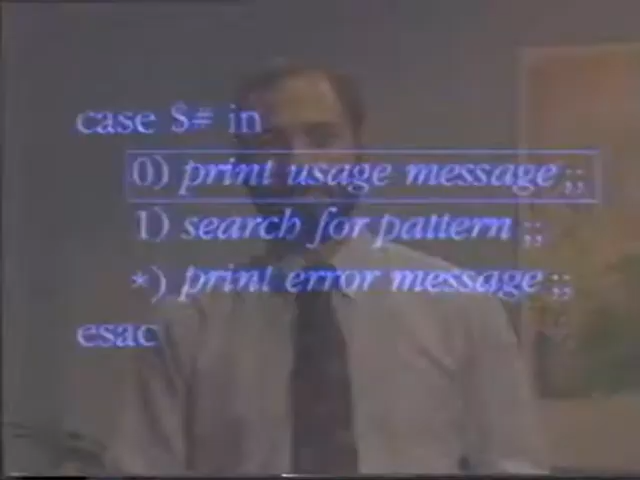 case $# in
0) print usage message;;
1) search for pattern ;;
*) print error message;;
esac